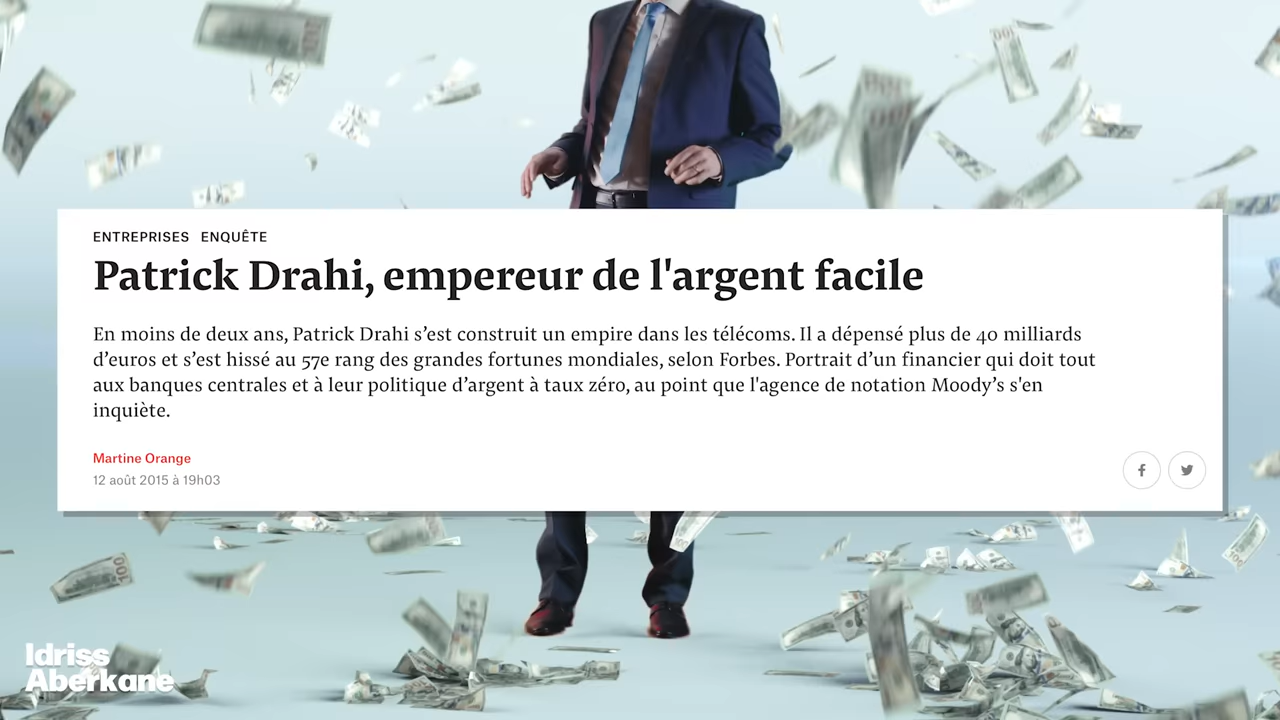 ENTREPRISES ENQUÊTE
Patrick Drahi, empereur de l'argent facile
En moins de deux ans, Patrick Drahi s’est construit un empire dans les télécoms. Il a dépensé plus de 40 milliards
d’euros et s’est hissé au 57e rang des grandes fortunes mondiales, selon Forbes. Portrait d’un financier qui doit tout
aux banques centrales et à leur politique d’argent à taux zéro, au point que l'agence de notation Moody’s s'en
inquiète.
Martine Orange
12 août 2015 à 19h03
Idriss
Aberkane